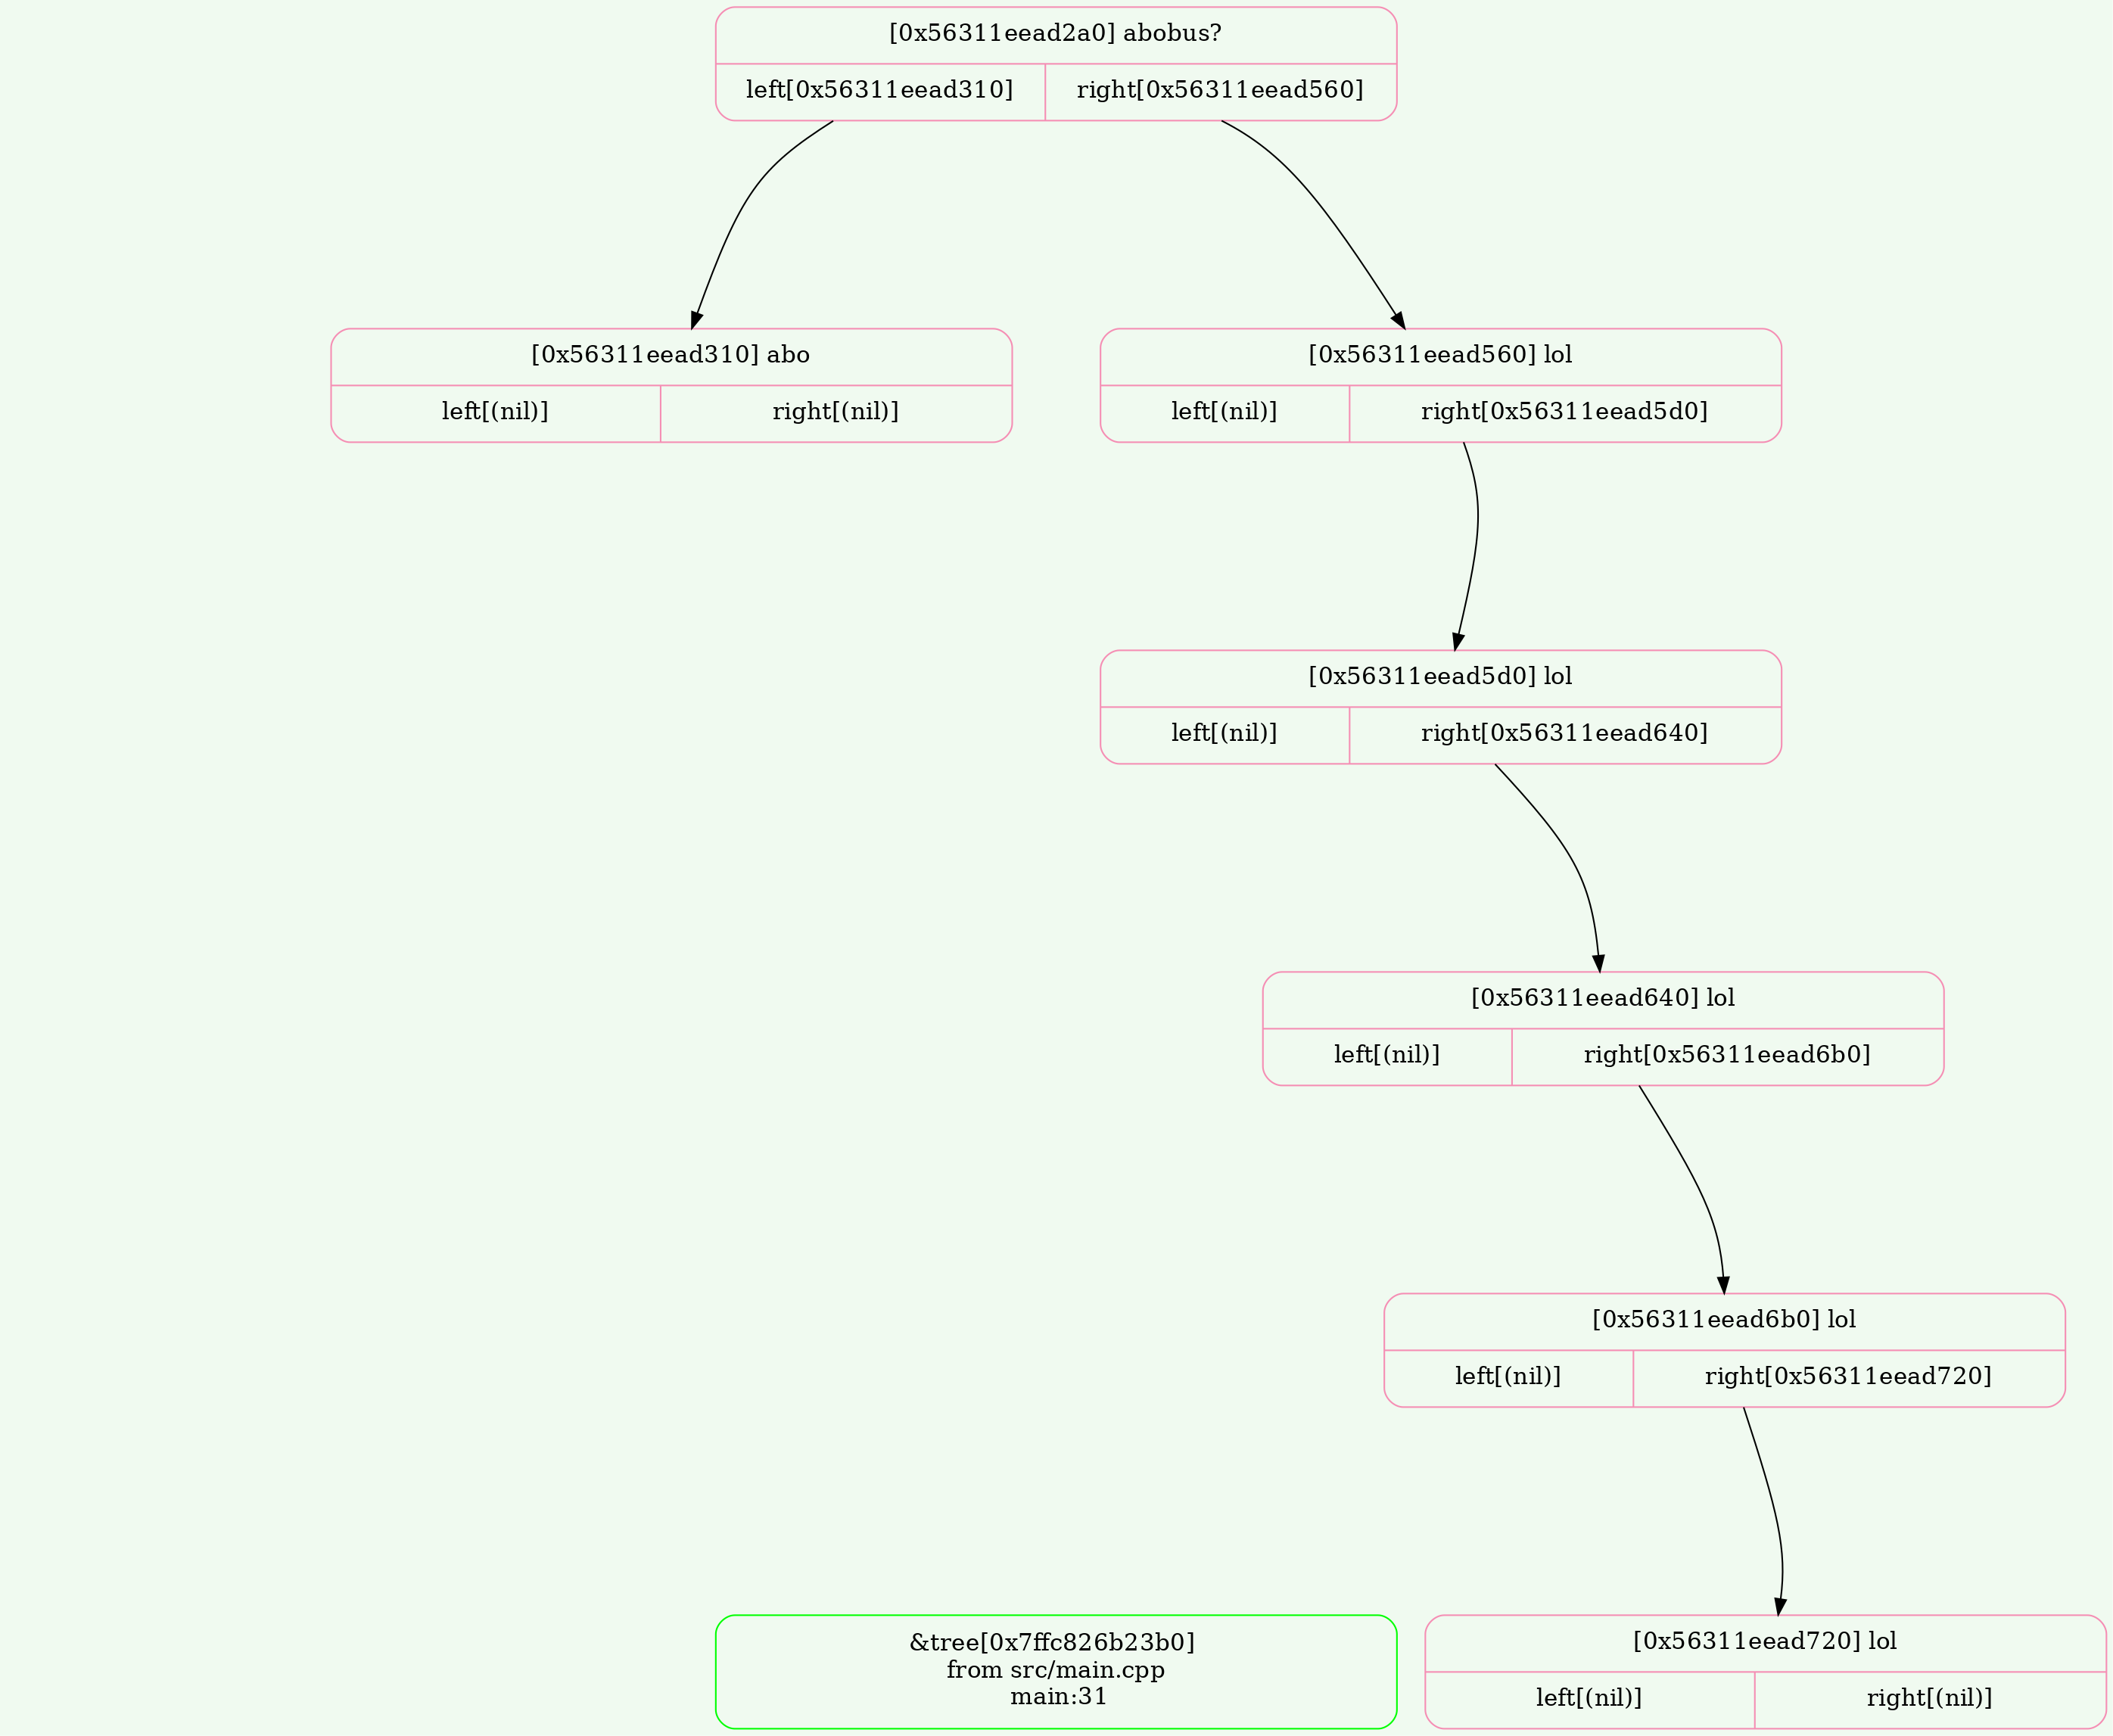 [0x56311eead2a0] abobus?
left[0x56311eead310]
right[0x56311eead560]
[0x56311eead310] abo
left[(nil)]
right[(nil)]
[0x56311eead560] lol
left[(nil)]
right[0x56311eead5d0]
[0x56311eead5d0] lol
left[(nil)]
right[0x56311eead640]
[0x56311eead640] lol
left[(nil)]
right[0x56311eead6b0]
[0x56311eead6b0] lol
left[(nil)]
right[0x56311eead720]
&tree[0x7ffc826b23b0]
from src/main.cpp
main:31
[0x56311eead720] lol
left[(nil)]
right[(nil)]